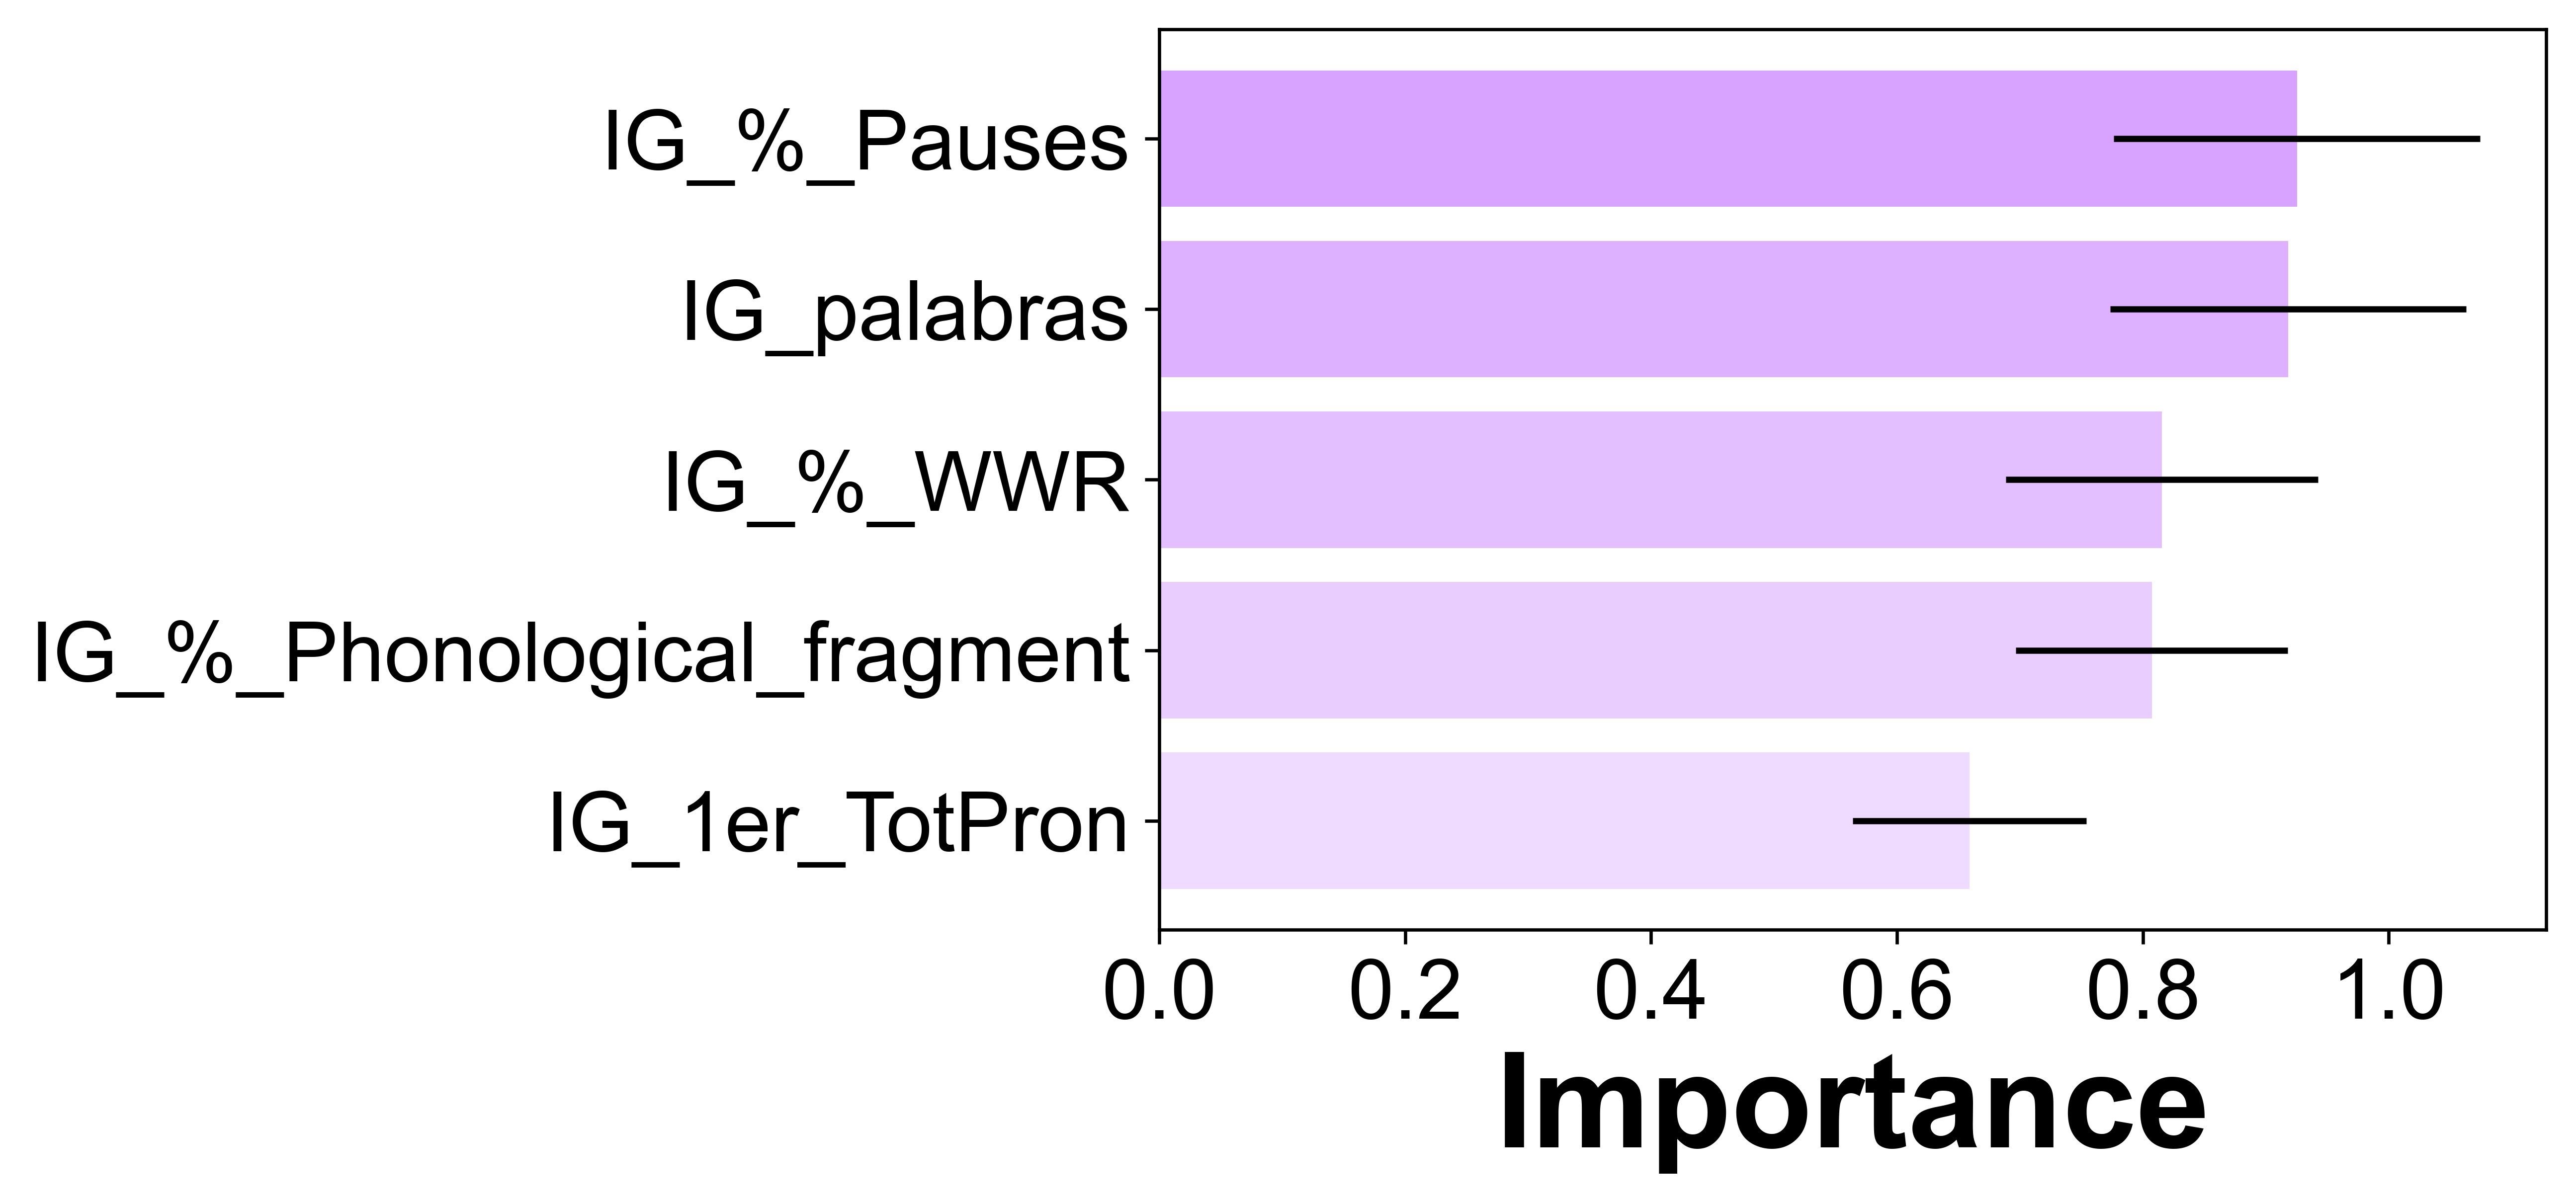 IG_%_Pauses
IG_palabras
IG_%_WWR
IG_%_Phonological_fragment
IG_1er_TotPron
0.0 0.2 0.4 0.6 0.8 1.0
Importance